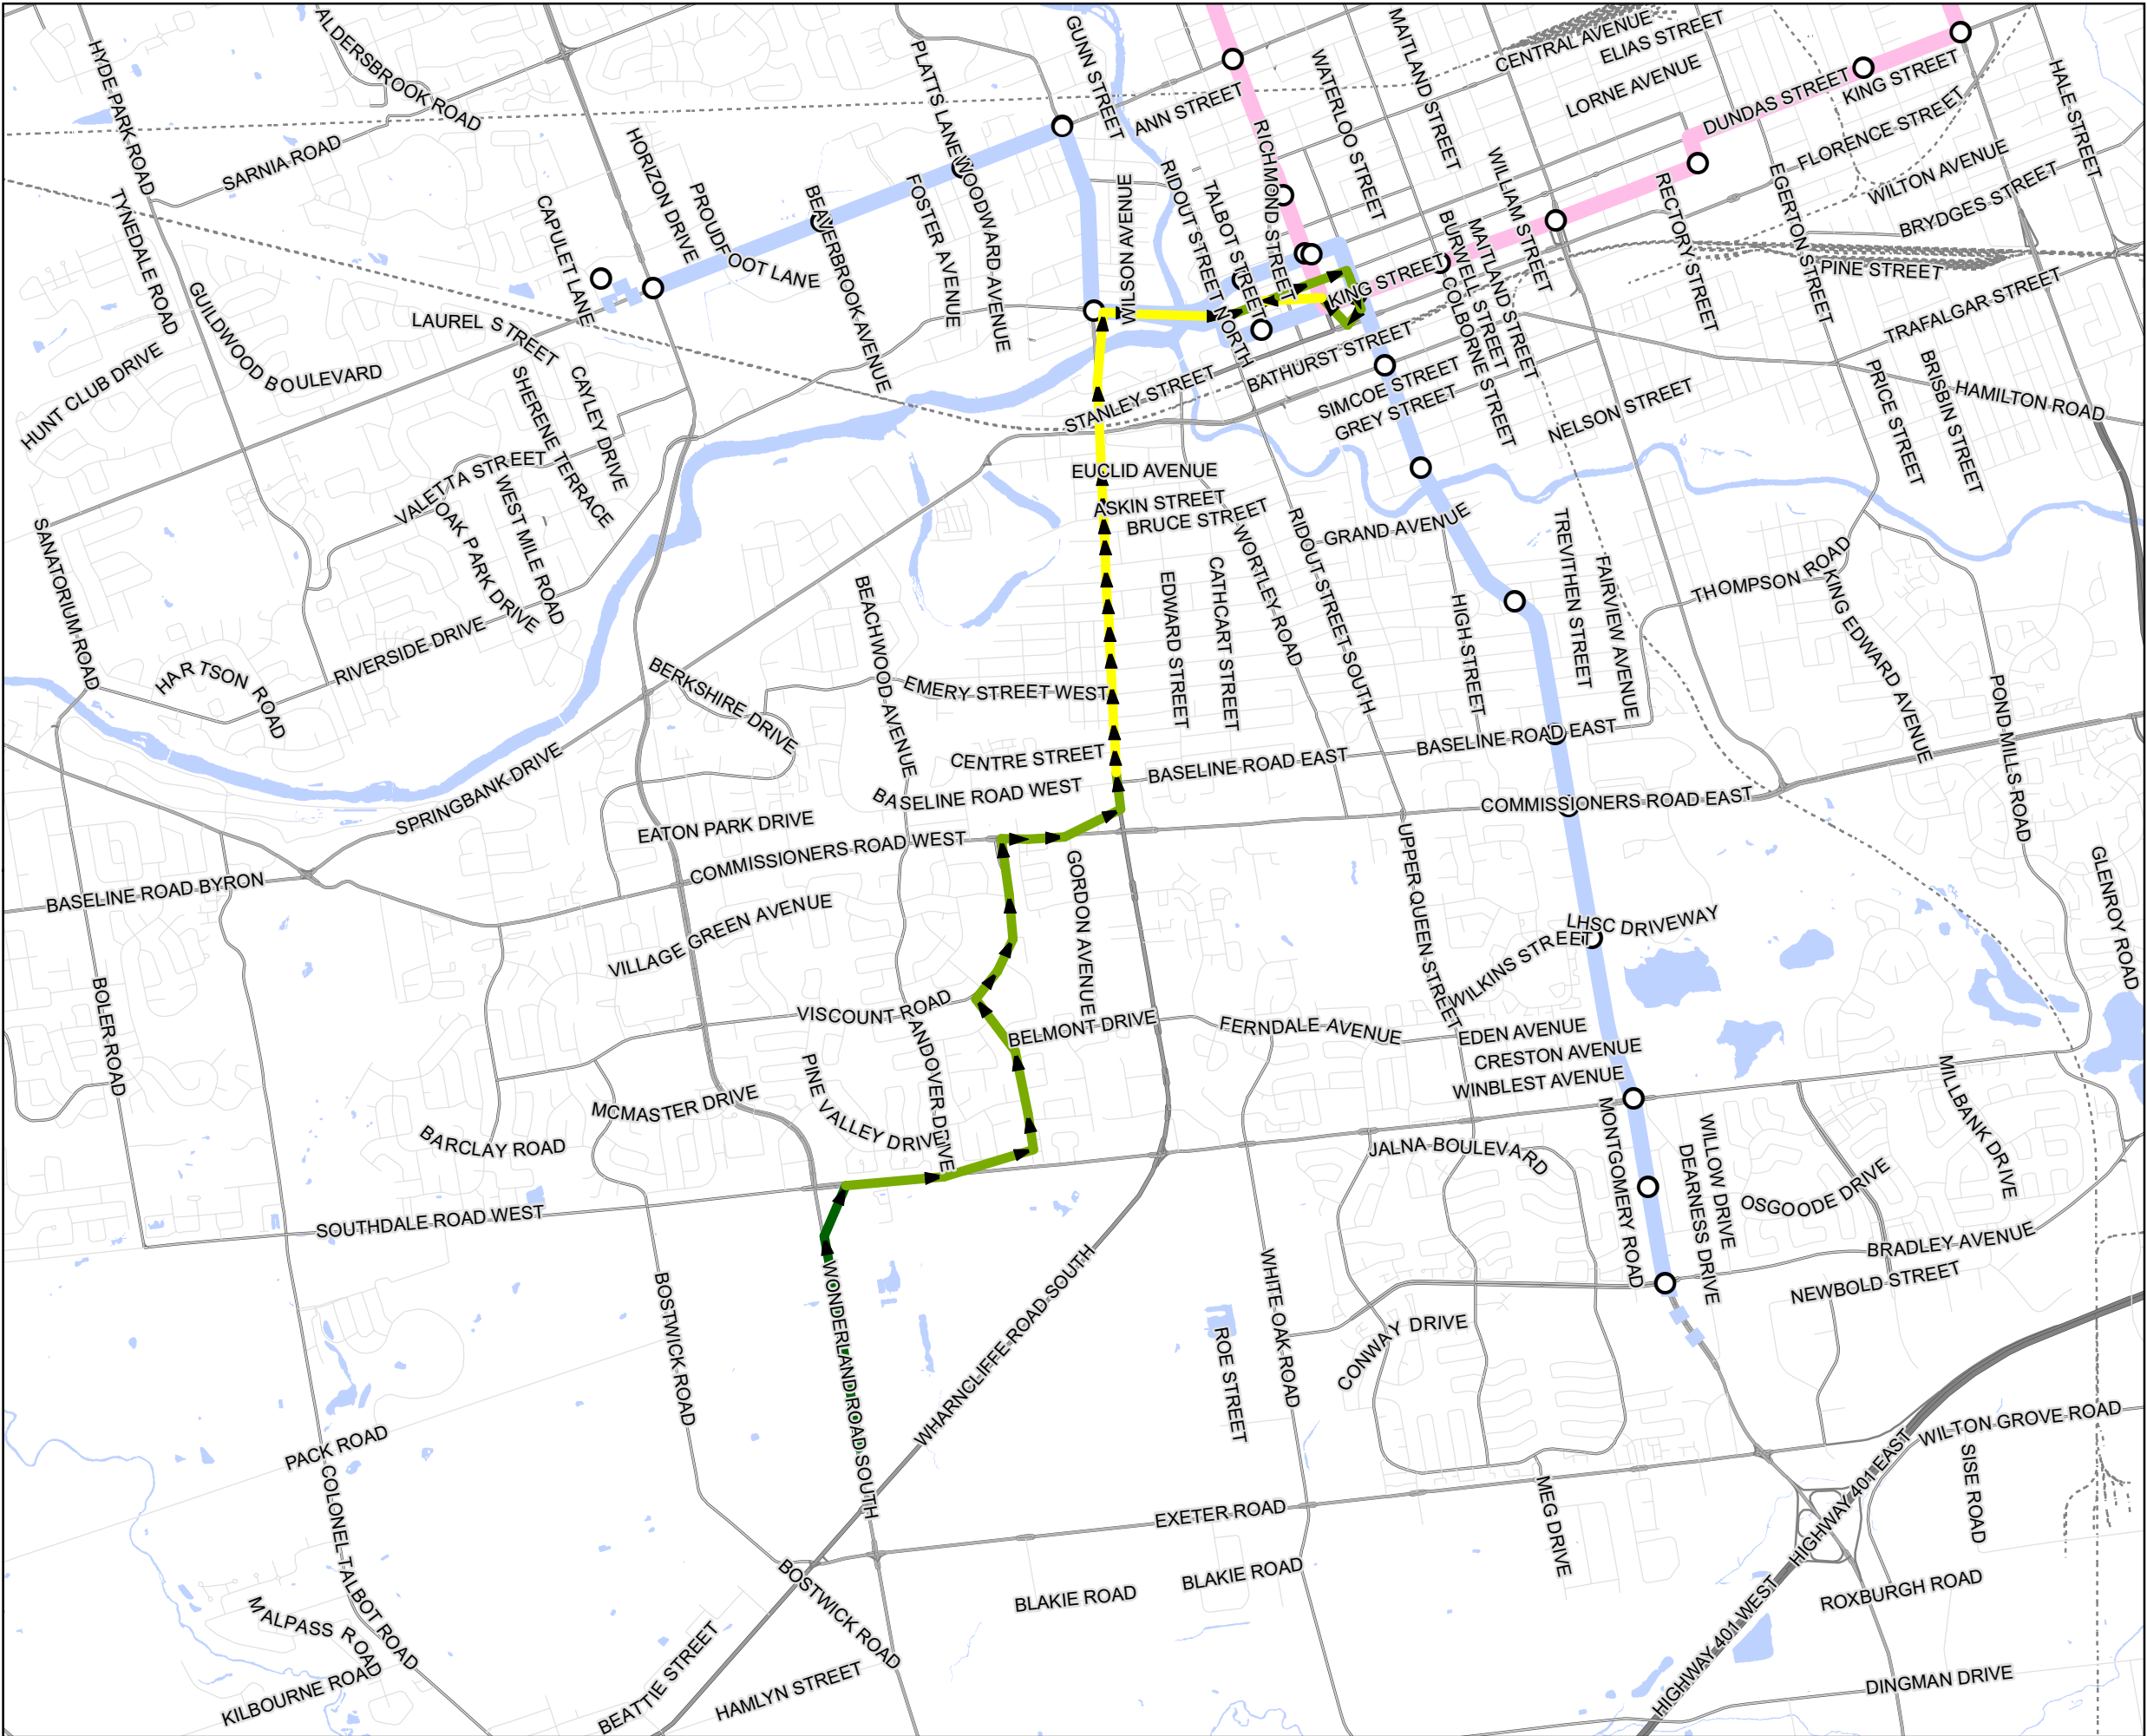 HYDE PARK ROAD
ALDERSBROOK ROAD
SARNIA ROAD
TYNEDALE ROAD
GUILDWOOD BOULEVARD
HUNT CLUB DRIVE
LAUREL STREET
CAPULET LANE
HORIZON DRIVE
PROUDFOOT LANE
BEAVERBROOK AVENUE
PLATTS LANE
WOODWARD AVENUE
FOSTER AVENUE
GUNN STREET
ANN STREET
WILSON AVENUE
RIDOUT STREET NORTH
TALBOT STREET
RICHMOND STREET
WATERLOO STREET
MAITLAND STREET
CENTRAL AVENUE
ELIAS STREET
LORNE AVENUE
WILLIAM STREET
DUNDAS STREET
KING STREET
FLORENCE STREET
HALE STREET
EGERTON STREET
WILTON AVENUE
BRYDGES STREET
RECTORY STREET
PINE STREET
TRAFALGAR STREET
KING STREET
BURWELL STREET
MAITLAND STREET
COLBORNE STREET
BATHURST STREET
STANLEY STREET
SIMCOE STREET
GREY STREET
NELSON STREET
PRICE STREET
BRISBIN STREET
HAMILTON ROAD
SHERENE TERRACE
CAYLEY DRIVE
VALETTA STREET
WEST MILE ROAD
OAK PARK DRIVE
SANATORIUM ROAD
HARTSON ROAD
RIVERSIDE DRIVE
EUCLID AVENUE
ASKIN STREET
BRUCE STREET
GRAND AVENUE
WORTLEY ROAD
RIDOUT STREET SOUTH
CATHCART STREET
EDWARD STREET
HIGH STREET
TREVITHEN STREET
FAIRVIEW AVENUE
THOMPSON ROAD
KING EDWARD AVENUE
POND MILLS ROAD
BEACHWOOD AVENUE
BERKSHIRE DRIVE
EMERY STREET WEST
CENTRE STREET
BASELINE ROAD WEST
BASELINE ROAD EAST
BASELINE ROAD EAST
COMMISSIONERS ROAD EAST
SPRINGBANK DRIVE
EATON PARK DRIVE
COMMISSIONERS ROAD WEST
BASELINE ROAD BYRON
VILLAGE GREEN AVENUE
GORDON AVENUE
UPPER QUEEN STREET
LHSC DRIVEWAY
WILKINS STREET
GLENROY ROAD
BOLER ROAD
VISCOUNT ROAD
ANDOVER DRIVE
BELMONT DRIVE
FERNDALE AVENUE
EDEN AVENUE
CRESTON AVENUE
WINBLEST AVENUE
MCMASTER DRIVE
PINE VALLEY DRIVE
BARCLAY ROAD
JALNA BOULEVARD
MONTGOMERY ROAD
WILLOW DRIVE
DEARNESS DRIVE
OSGOODE DRIVE
MILLBANK DRIVE
BRADLEY AVENUE
NEWBOLD STREET
SOUTHDALE ROAD WEST
BOSTWICK ROAD
WONDERLAND ROAD SOUTH
WHARNCLIFFE ROAD SOUTH
WHITE OAK ROAD
ROE STREET
CONWAY DRIVE
PACK ROAD
COLONEL TALBOT ROAD
EXETER ROAD
MEG DRIVE
HIGHWAY 401 EAST
WILTON GROVE ROAD
SISE ROAD
BLAKIE ROAD
BLAKIE ROAD
BOSTWICK ROAD
MALPASS ROAD
KILBOURNE ROAD
BEATTIE STREET
HAMLYN STREET
HIGHWAY 401 WEST
ROXBURGH ROAD
DINGMAN DRIVE